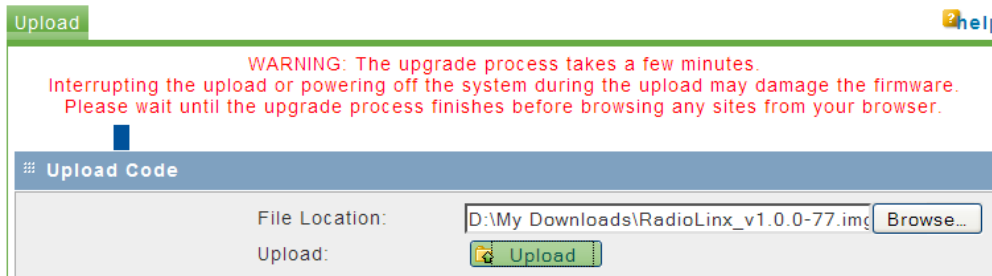 Upload
help
WARNING: The upgrade process takes a few minutes.
Interrupting the upload or powering off the system during the upload may damage the firmware.
Please wait until the upgrade process finishes before browsing any sites from your browser.
Upload Code
File Location: D:\My Downloads\RadioLinx_v1.0.0-77.img Browse...
Upload: Upload